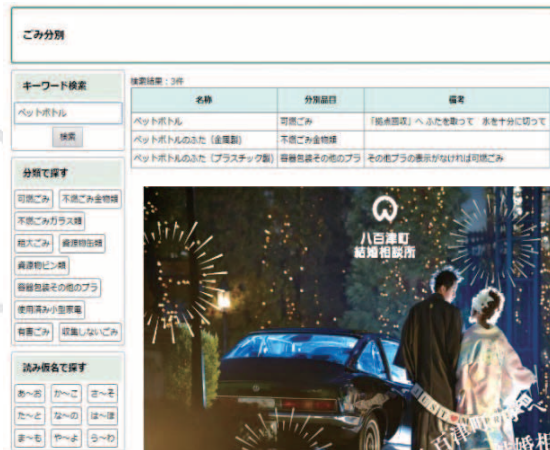 ごみ分別
キーワード検索
ペットボトル
検索
分類で探す
可燃ごみ 不燃ごみ金物類
不燃ごみガラス類
粗大ごみ 資源物缶類
資源物ビン類
容器包装その他のプラ
使用済み小型家電
有害ごみ 収集しないごみ
読み仮名で探す
あ～お か～こ さ～そ
た～と な～の は～ほ
ま～も や～よ ら～わ
検索結果：3件
名称 分別品目 備考
ペットボトル 可燃ごみ 「拠点回収」へ ふたを取って 水を十分に切って
ペットボトルのふた（金属製） 不燃ごみ金物類
ペットボトルのふた（プラスチック製） 容器包装その他のプラ その他プラの表示がなければ可燃ごみ
八百津町
結婚相談所
JUST